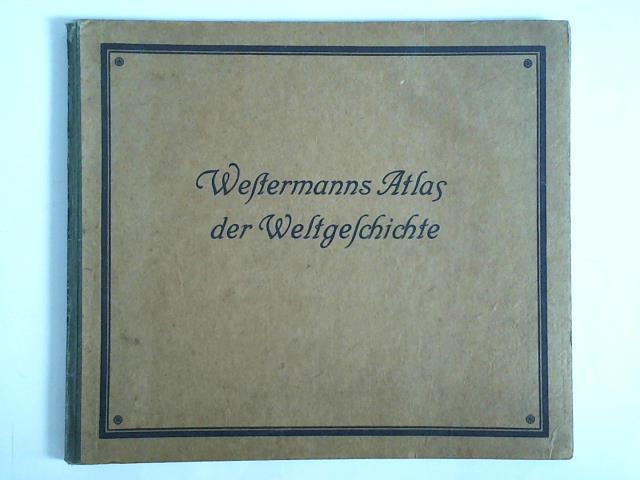 Weſtermanns Atlas
der Weltgeſchichte